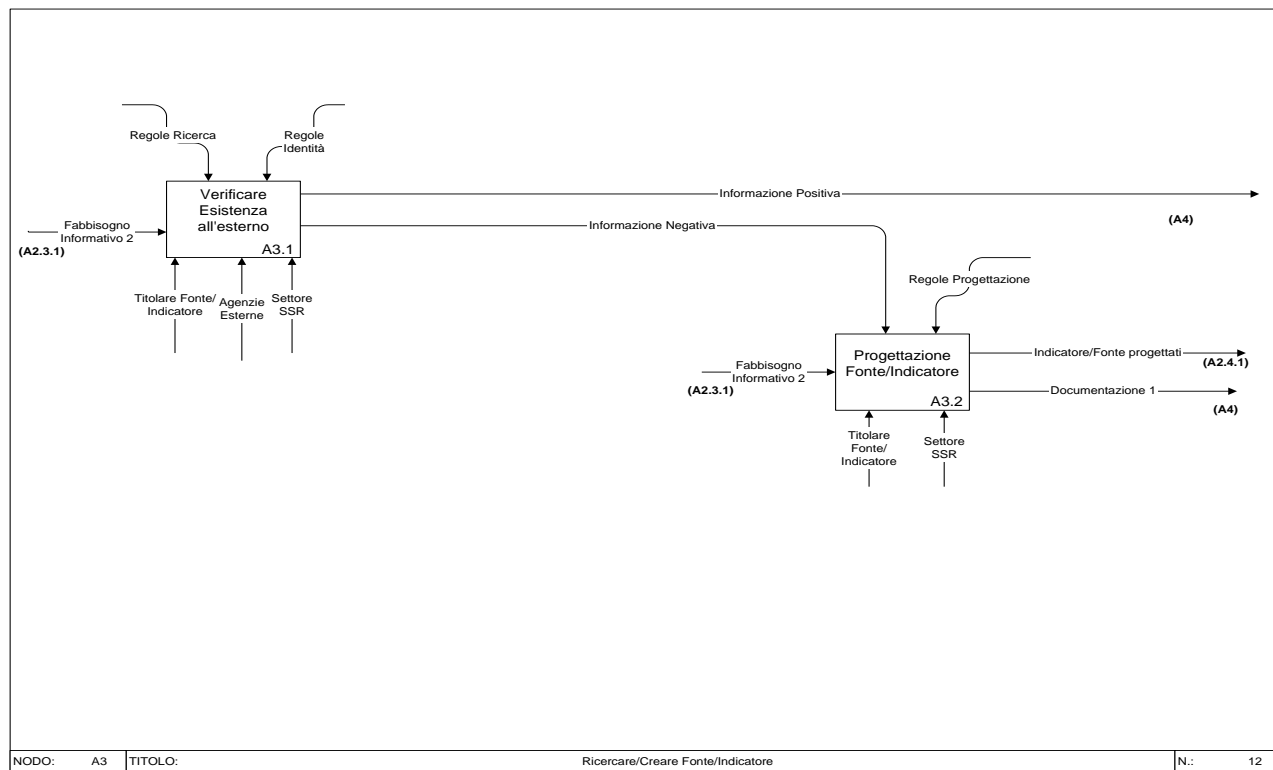 Regole Ricerca
Regole
Identità
Verificare
Esistenza
all'esterno
A3.1
Informazione Positiva
(A4)
Informazione Negativa
Fabbisogno
Informativo 2
(A2.3.1)
Titolare Fonte/
Indicatore
Agenzie
Esterne
Settore
SSR
Regole Progettazione
Progettazione
Fonte/Indicatore
A3.2
Indicatore/Fonte progettati
(A2.4.1)
Documentazione 1
(A4)
Fabbisogno
Informativo 2
(A2.3.1)
Titolare
Fonte/
Indicatore
Settore
SSR
NODO: A3 TITOLO: Ricercare/Creare Fonte/Indicatore N.: 12